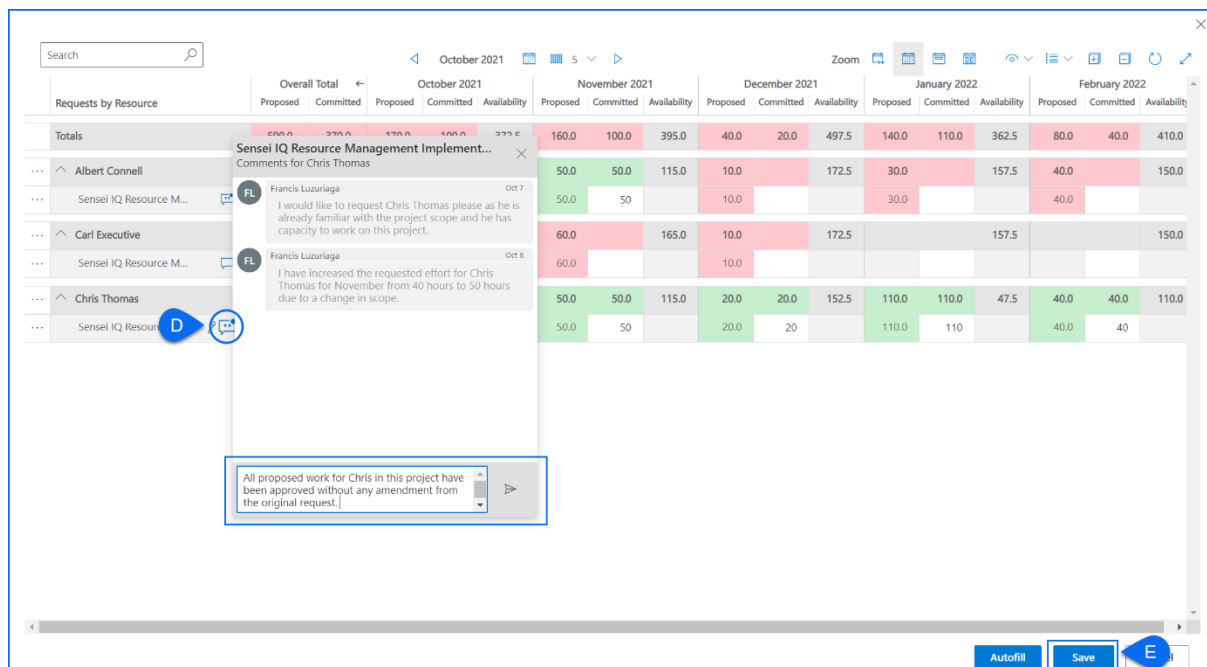 Search
October 2021 5
Zoom
Overall Total ← October 2021 November 2021 December 2021 January 2022 February 2022
Requests by Resource Proposed Committed Proposed Committed Availability Proposed Committed Availability Proposed Committed Availability Proposed Committed Availability Proposed Committed Availability
Totals 590.0 370.0 170.0 100.0 372.5 160.0 100.0 395.0 40.0 20.0 497.5 140.0 110.0 362.5 80.0 40.0 410.0
Albert Connell 50.0 50.0 115.0 10.0 172.5 30.0 157.5 40.0 150.0
Sensei IQ Resource M... 50.0 50 10.0 30.0 40.0
Carl Executive 60.0 165.0 10.0 172.5 157.5 150.0
Sensei IQ Resource M... 60.0 10.0
Chris Thomas 50.0 50.0 115.0 20.0 20.0 152.5 110.0 110.0 47.5 40.0 40.0 110.0
Sensei IQ Resour D 50.0 50 20.0 20 110.0 110 40.0 40
Sensei IQ Resource Management Implement...
Comments for Chris Thomas
FL Francis Luzuriaga Oct 7
I would like to request Chris Thomas please as he is
already familiar with the project scope and he has
capacity to work on this project.
FL Francis Luzuriaga Oct 8
I have increased the requested effort for Chris
Thomas for November from 40 hours to 50 hours
due to a change in scope.
All proposed work for Chris in this project have
been approved without any amendment from
the original request.
Autofill Save E